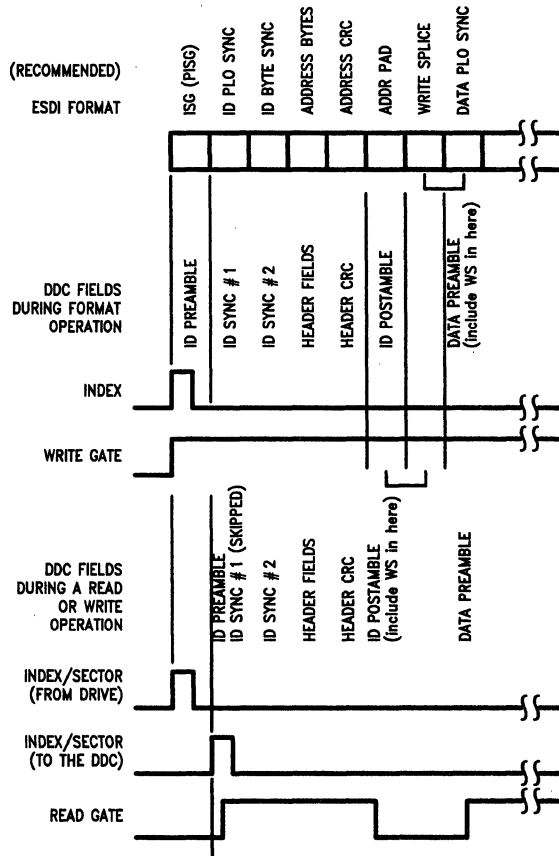 (RECOMMENDED)
ESDI FORMAT
ISG (PISG)
ID PLO SYNC
ID BYTE SYNC
ADDRESS BYTES
ADDRESS CRC
ADDR PAD
WRITE SPLICE
DATA PLO SYNC
DDC FIELDS
DURING FORMAT
OPERATION
ID PREAMBLE
ID SYNC #1
ID SYNC #2
HEADER FIELDS
HEADER CRC
ID POSTAMBLE
DATA PREAMBLE
(include WS in here)
INDEX
WRITE GATE
DDC FIELDS
DURING A READ
OR WRITE
OPERATION
ID PREAMBLE
ID SYNC #1 (SKIPPED)
ID SYNC #2
HEADER FIELDS
HEADER CRC
ID POSTAMBLE
(include WS in here)
DATA PREAMBLE
INDEX/SECTOR
(FROM DRIVE)
INDEX/SECTOR
(TO THE DDC)
READ GATE